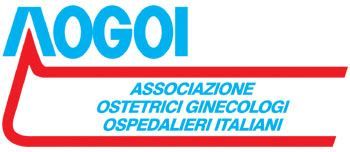 AOGOI
ASSOCIAZIONE
OSTETRICI GINECOLOGI
OSPEDALIERI ITALIANI